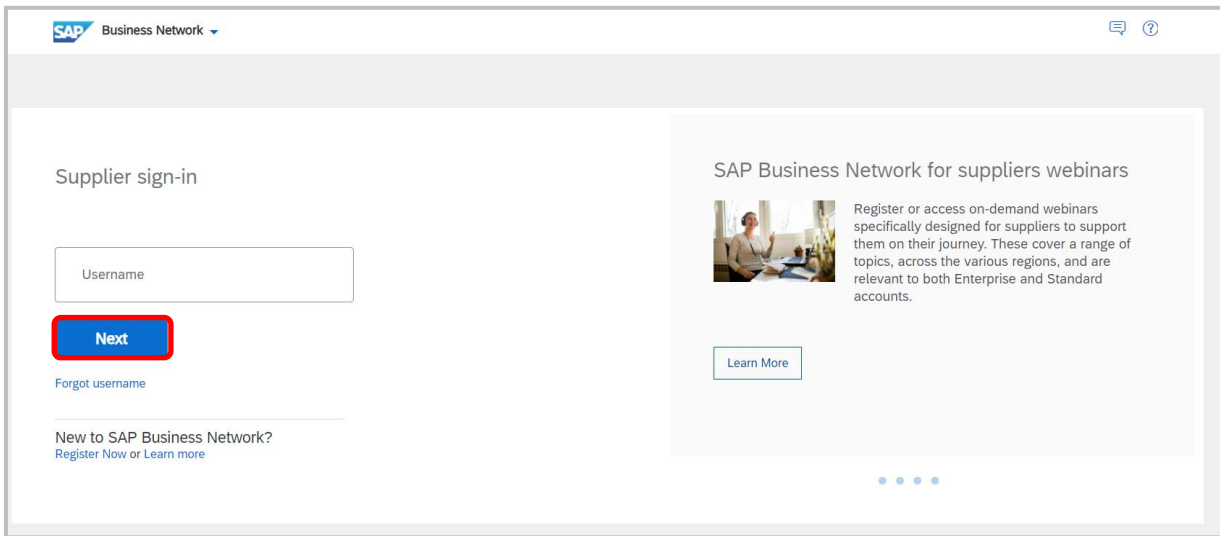 SAP Business Network
Supplier sign-in
Username
Next
Forgot username
New to SAP Business Network?
Register Now or Learn more
SAP Business Network for suppliers webinars
Register or access on-demand webinars
specifically designed for suppliers to support
them on their journey. These cover a range of
topics, across the various regions, and are
relevant to both Enterprise and Standard
accounts.
Learn More